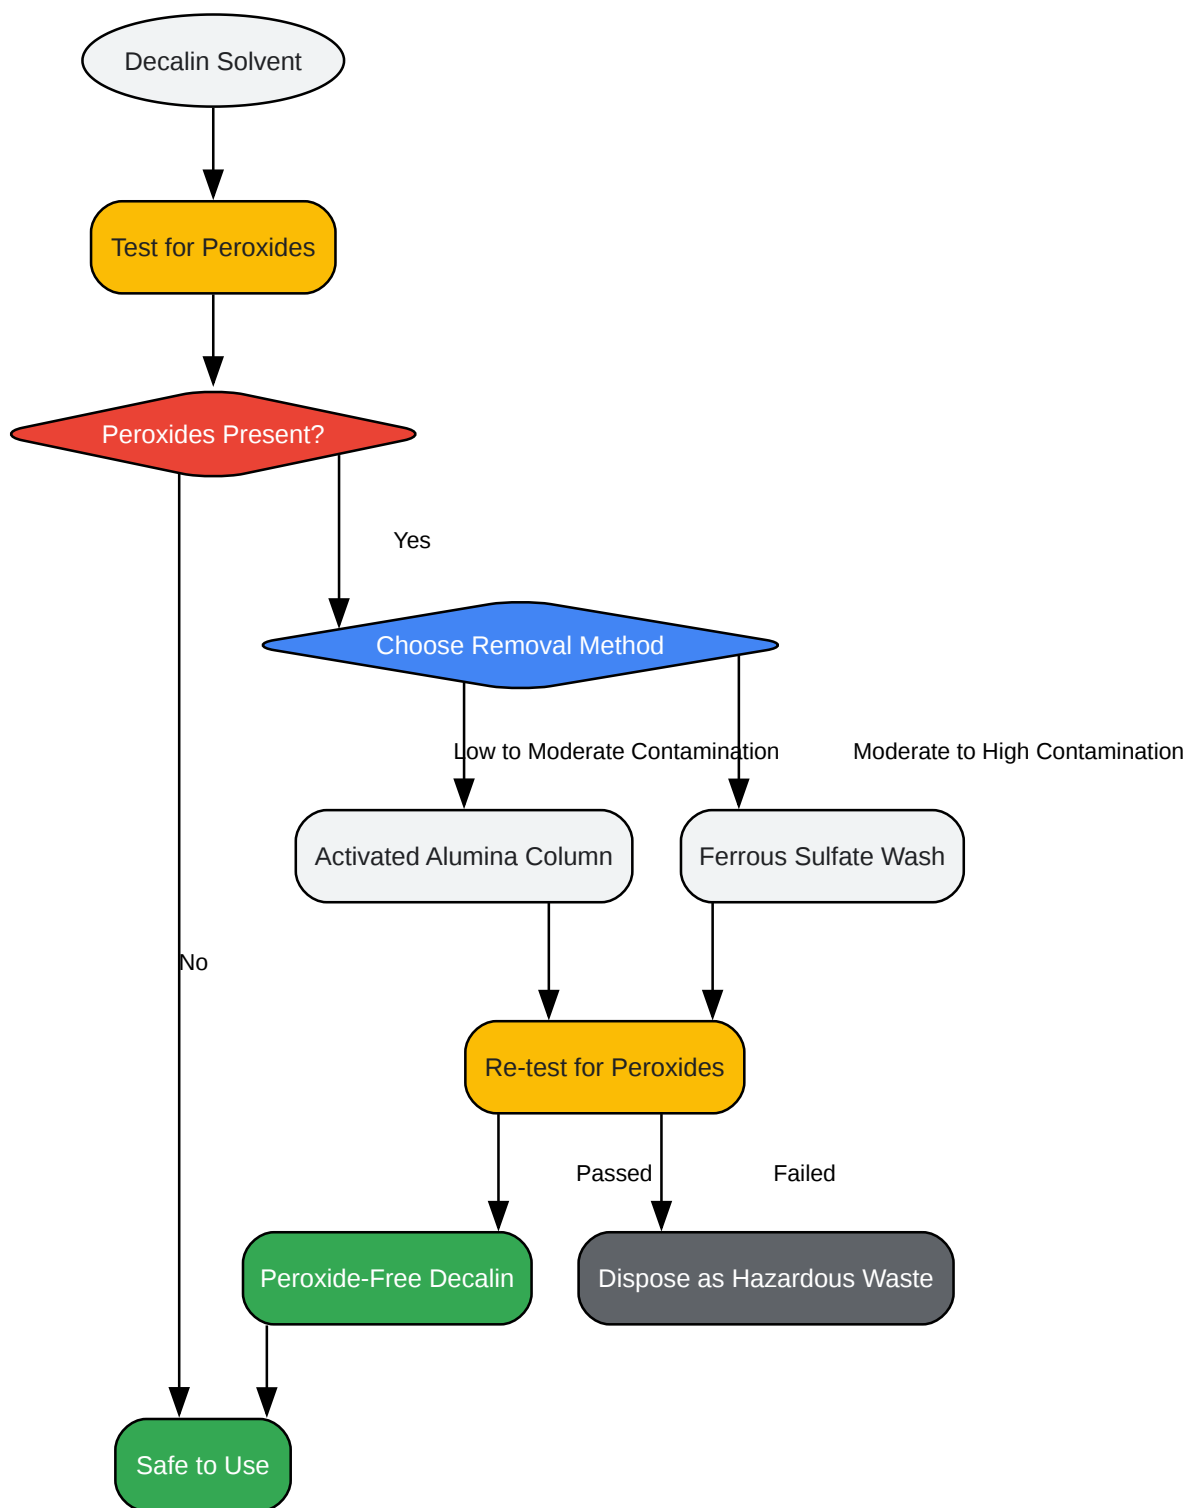 Decalin Solvent
Test for Peroxides
Peroxides Present?
Yes
Choose Removal Method
Low to Moderate Contamination
Moderate to High Contamination
Activated Alumina Column
Ferrous Sulfate Wash
No
Re-test for Peroxides
Passed
Failed
Peroxide-Free Decalin
Dispose as Hazardous Waste
Safe to Use